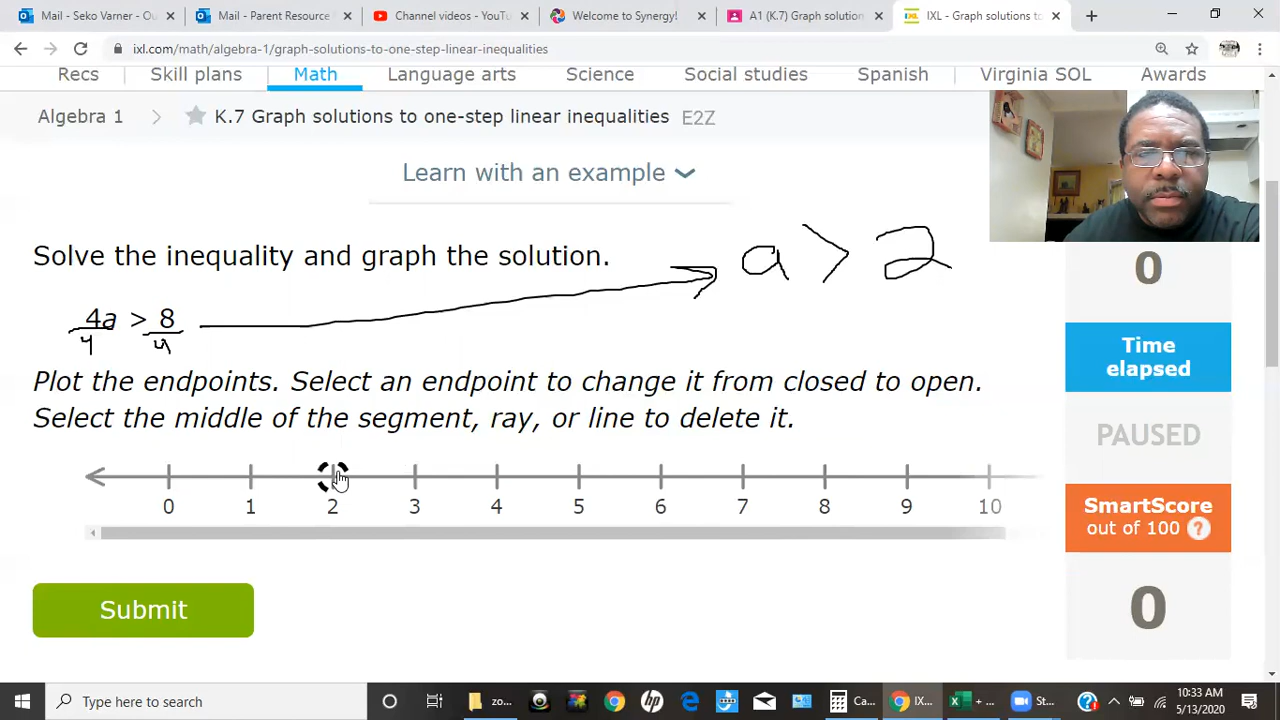 Mail - Seko Varner - Ou
Mail - Parent Resource
Channel videos - YouTu
Welcome to Synergy!
A1 (K.7) Graph solution
IXL - Graph solutions to
ixl.com/math/algebra-1/graph-solutions-to-one-step-linear-inequalities
Recs Skill plans Math Language arts Science Social studies Spanish Virginia SOL Awards
Algebra 1 > K.7 Graph solutions to one-step linear inequalities E2Z
Learn with an example
Solve the inequality and graph the solution.
a > 2
4a > 8
4 4
Plot the endpoints. Select an endpoint to change it from closed to open.
Select the middle of the segment, ray, or line to delete it.
0 1 2 3 4 5 6 7 8 9 10
Submit
0
Time
elapsed
PAUSED
SmartScore
out of 100 ?
0
Type here to search
zo...
Ca...
IX...
+ ...
St...
10:33 AM
5/13/2020